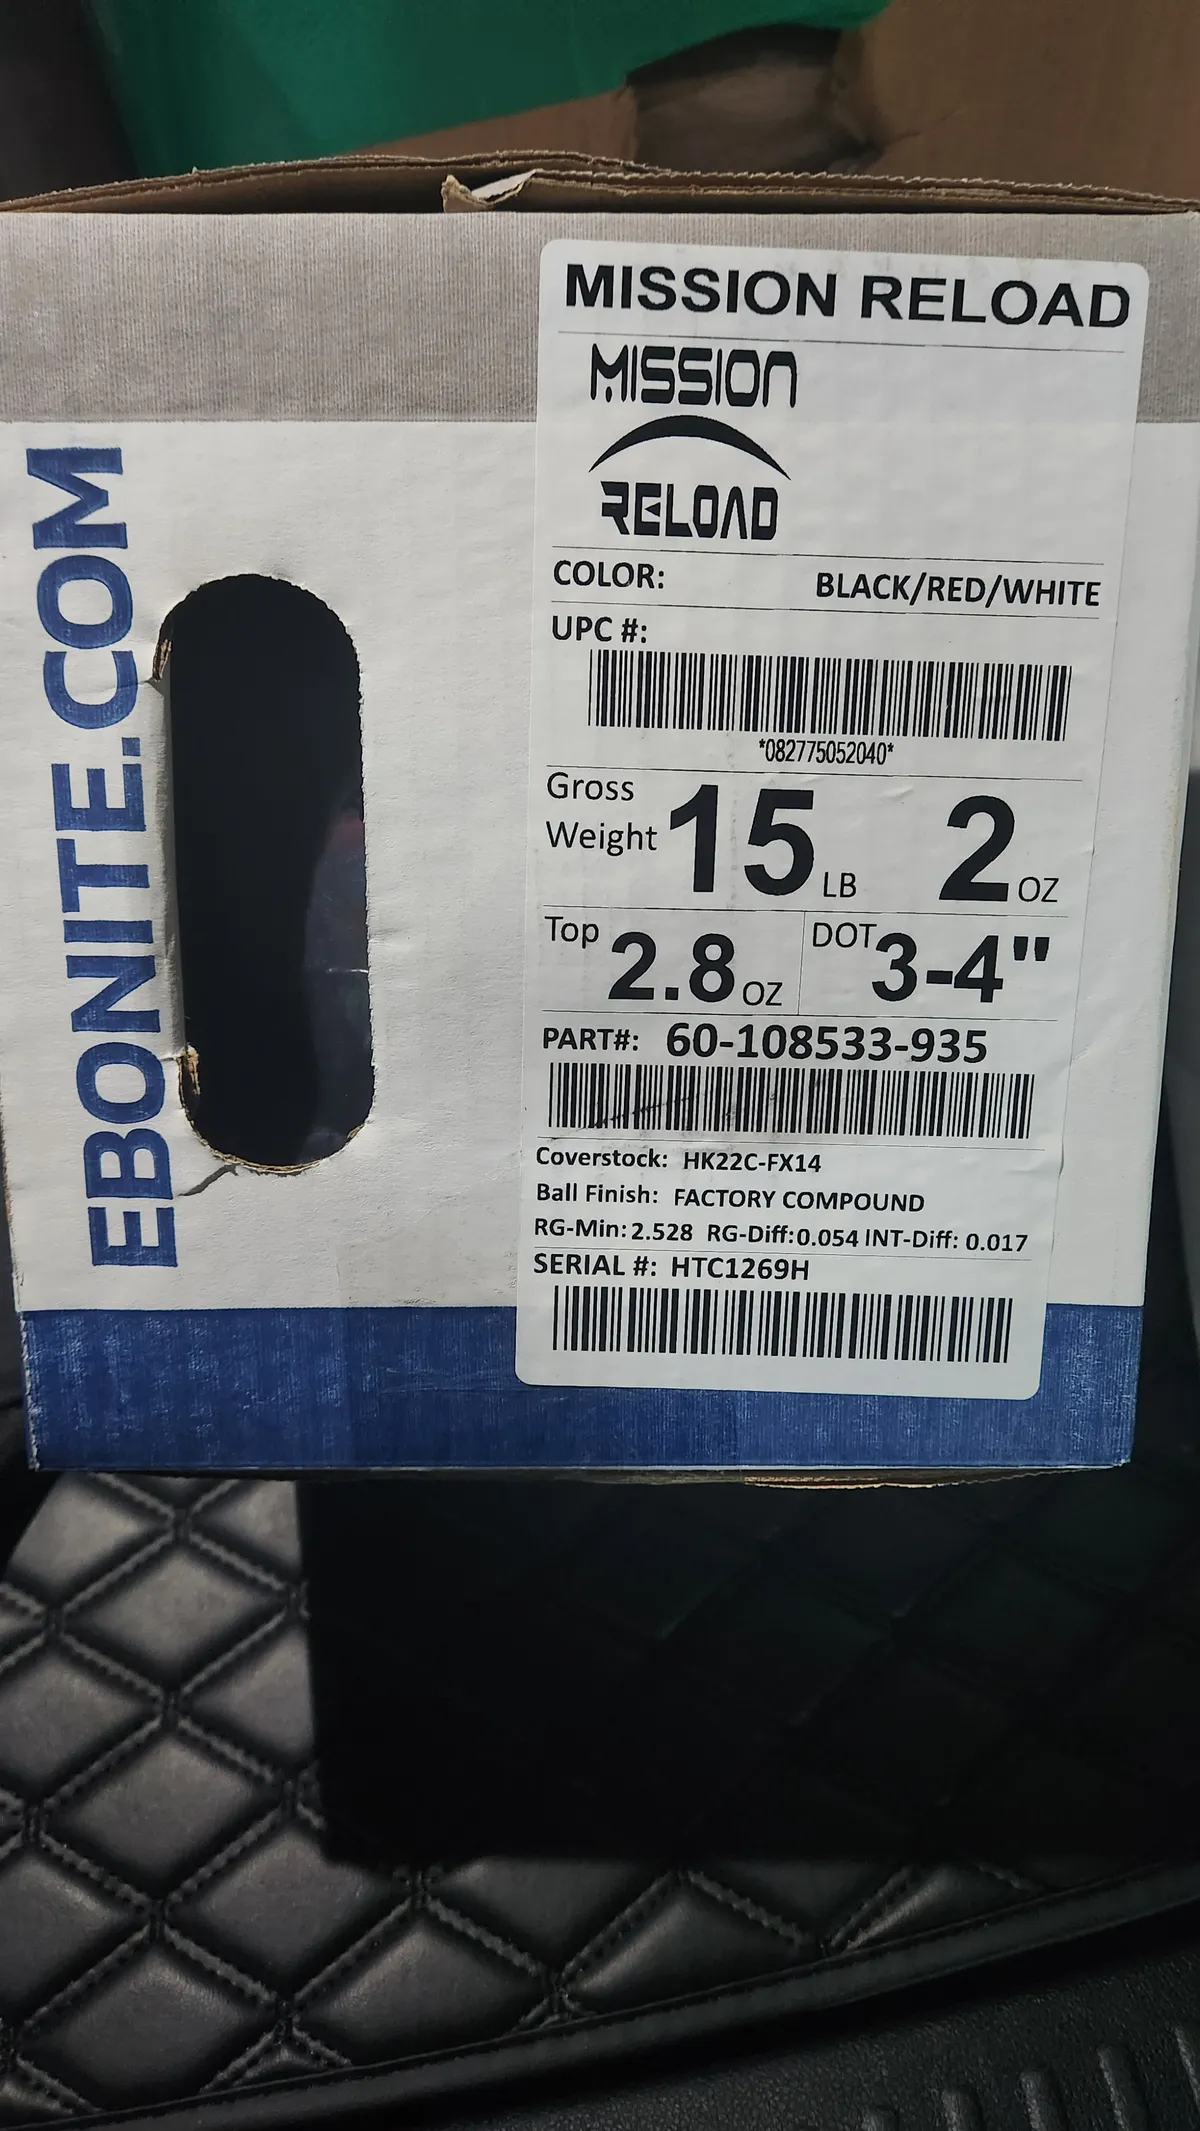 EBONITE.COM
MISSION RELOAD
MISSION
RELOAD
COLOR: BLACK/RED/WHITE
UPC #:
*082775052040*
Gross Weight 15 LB 2 OZ
Top 2.8 OZ DOT 3-4"
PART#: 60-108533-935
Coverstock: HK22C-FX14
Ball Finish: FACTORY COMPOUND
RG-Min: 2.528 RG-Diff: 0.054 INT-Diff: 0.017
SERIAL #: HTC1269H